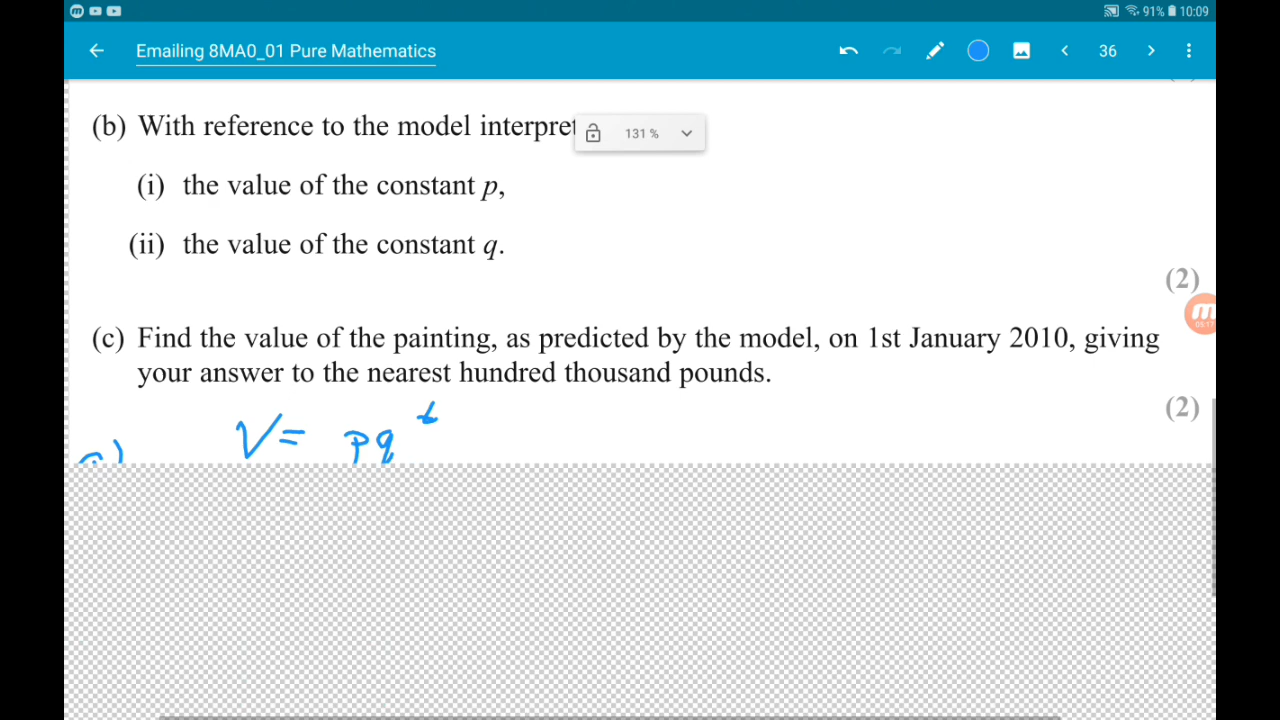 91% 10:09
Emailing 8MA0_01 Pure Mathematics
36
(b) With reference to the model interpret
131 %
(i) the value of the constant p,
(ii) the value of the constant q.
(2)
05:17
(c) Find the value of the painting, as predicted by the model, on 1st January 2010, giving
your answer to the nearest hundred thousand pounds.
(2)
V = pq^t